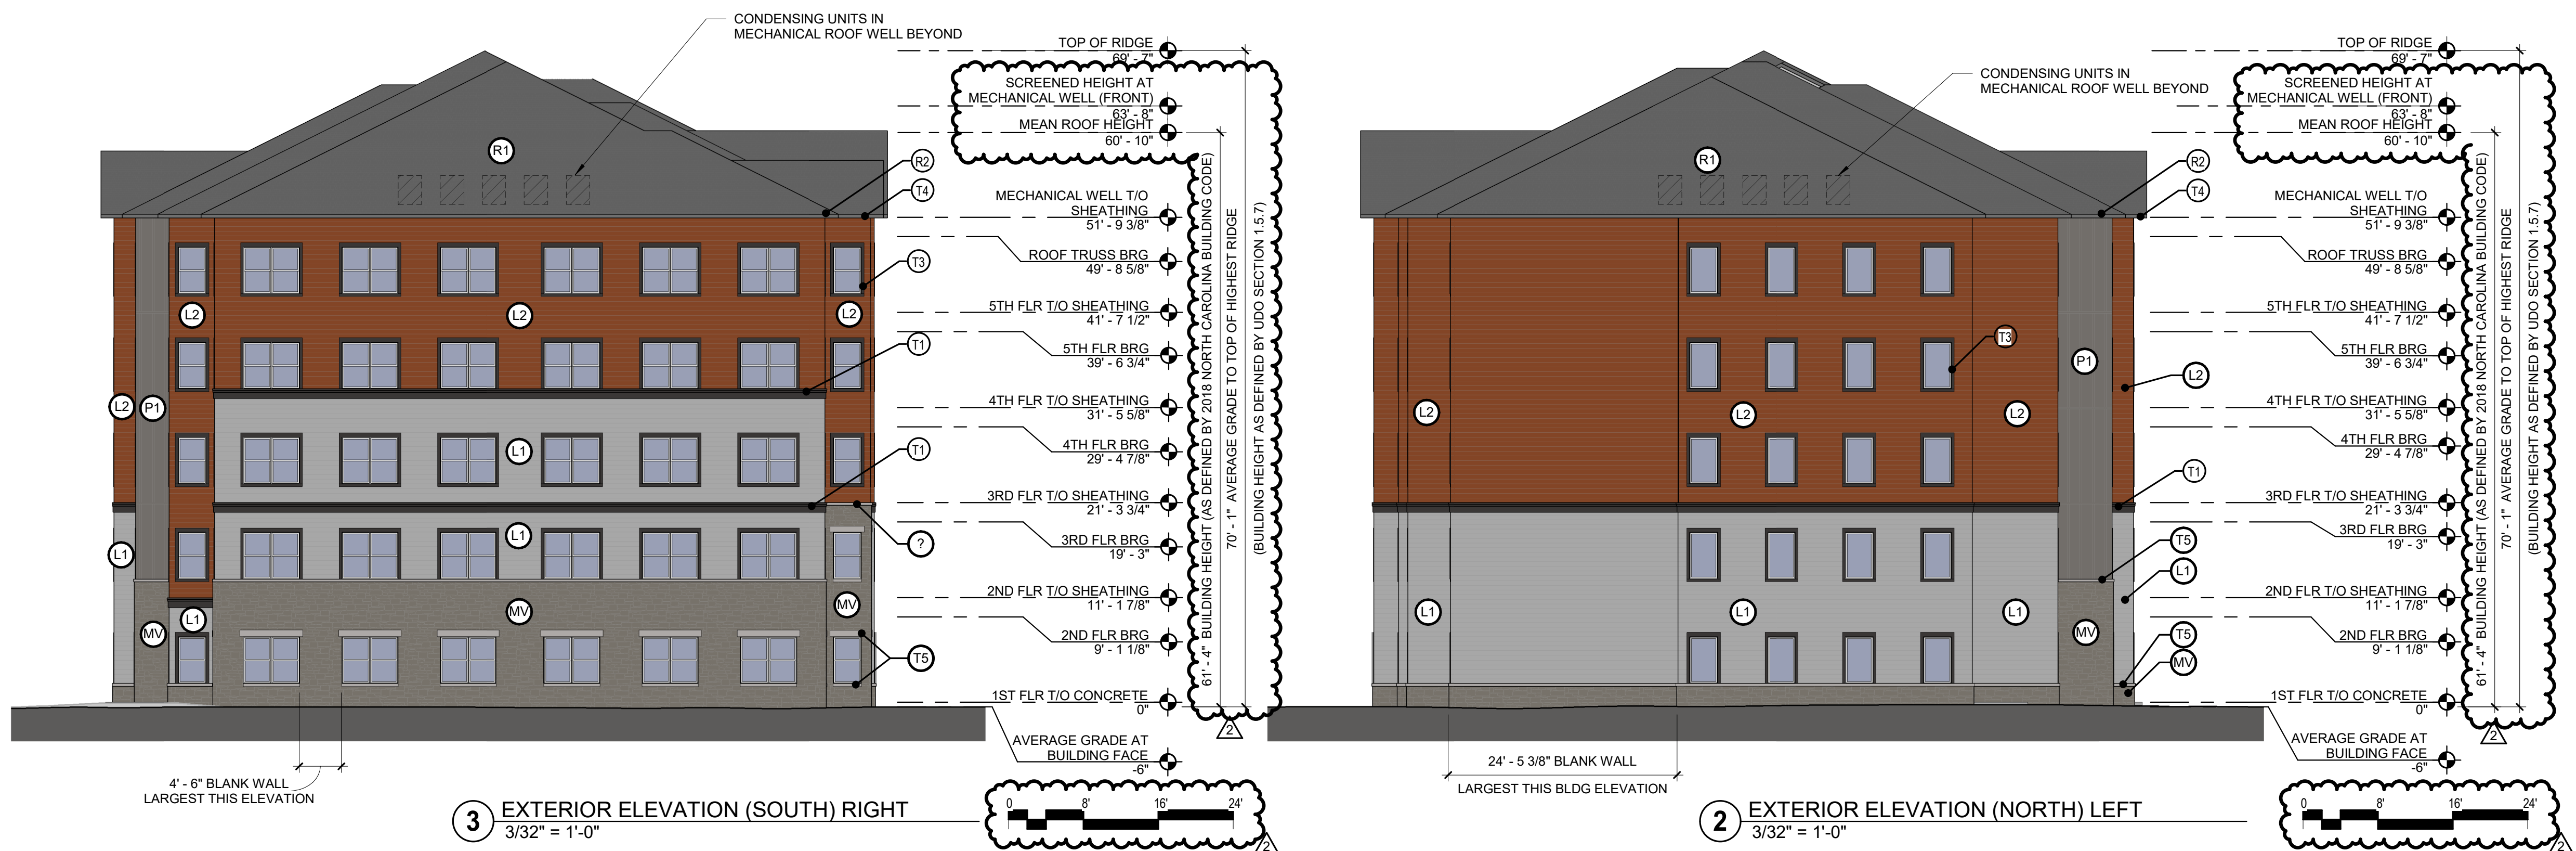 CONDENSING UNITS IN
MECHANICAL ROOF WELL BEYOND
TOP OF RIDGE
69' - 7"
SCREENED HEIGHT AT
MECHANICAL WELL (FRONT)
63' - 8"
MEAN ROOF HEIGHT
60' - 10"
R1
R2
T4
MECHANICAL WELL T/O
SHEATHING
51' - 9 3/8"
T3
ROOF TRUSS BRG
49' - 8 5/8"
L2
L2
L2
5TH FLR T/O SHEATHING
41' - 7 1/2"
T1
5TH FLR BRG
39' - 6 3/4"
L2
P1
4TH FLR T/O SHEATHING
31' - 5 5/8"
L1
T1
4TH FLR BRG
29' - 4 7/8"
3RD FLR T/O SHEATHING
21' - 3 3/4"
L1
L1
?
3RD FLR BRG
19' - 3"
2ND FLR T/O SHEATHING
11' - 1 7/8"
MV
L1
MV
MV
2ND FLR BRG
9' - 1 1/8"
T5
1ST FLR T/O CONCRETE
0"
AVERAGE GRADE AT
BUILDING FACE
-6"
61' - 4" BUILDING HEIGHT (AS DEFINED BY 2018 NORTH CAROLINA BUILDING CODE)
70' - 1" AVERAGE GRADE TO TOP OF HIGHEST RIDGE
(BUILDING HEIGHT AS DEFINED BY UDO SECTION 1.5.7)
2
4' - 6" BLANK WALL
LARGEST THIS ELEVATION
3
EXTERIOR ELEVATION (SOUTH) RIGHT
3/32" = 1'-0"
0 8' 16' 24'
2
CONDENSING UNITS IN
MECHANICAL ROOF WELL BEYOND
TOP OF RIDGE
69' - 7"
SCREENED HEIGHT AT
MECHANICAL WELL (FRONT)
63' - 8"
MEAN ROOF HEIGHT
60' - 10"
R1
R2
T4
MECHANICAL WELL T/O
SHEATHING
51' - 9 3/8"
ROOF TRUSS BRG
49' - 8 5/8"
5TH FLR T/O SHEATHING
41' - 7 1/2"
T3
5TH FLR BRG
39' - 6 3/4"
P1
L2
L2
L2
L2
4TH FLR T/O SHEATHING
31' - 5 5/8"
4TH FLR BRG
29' - 4 7/8"
T1
3RD FLR T/O SHEATHING
21' - 3 3/4"
T5
3RD FLR BRG
19' - 3"
L1
2ND FLR T/O SHEATHING
11' - 1 7/8"
L1
L1
L1
MV
T5
2ND FLR BRG
9' - 1 1/8"
MV
1ST FLR T/O CONCRETE
0"
AVERAGE GRADE AT
BUILDING FACE
-6"
61' - 4" BUILDING HEIGHT (AS DEFINED BY 2018 NORTH CAROLINA BUILDING CODE)
70' - 1" AVERAGE GRADE TO TOP OF HIGHEST RIDGE
(BUILDING HEIGHT AS DEFINED BY UDO SECTION 1.5.7)
2
24' - 5 3/8" BLANK WALL
LARGEST THIS BLDG ELEVATION
2
EXTERIOR ELEVATION (NORTH) LEFT
3/32" = 1'-0"
0 8' 16' 24'
2